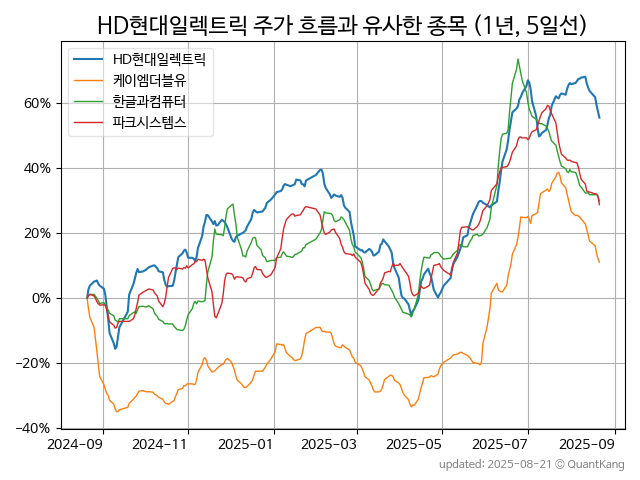 HD현대일렉트릭 주가 흐름과 유사한 종목 (1년, 5일선)
HD현대일렉트릭
케이엠더블유
한글과컴퓨터
파크시스템스
60%
40%
20%
0%
−20%
−40%
2024-09 2024-11 2025-01 2025-03 2025-05 2025-07 2025-09
updated: 2025-08-21 © QuantKang